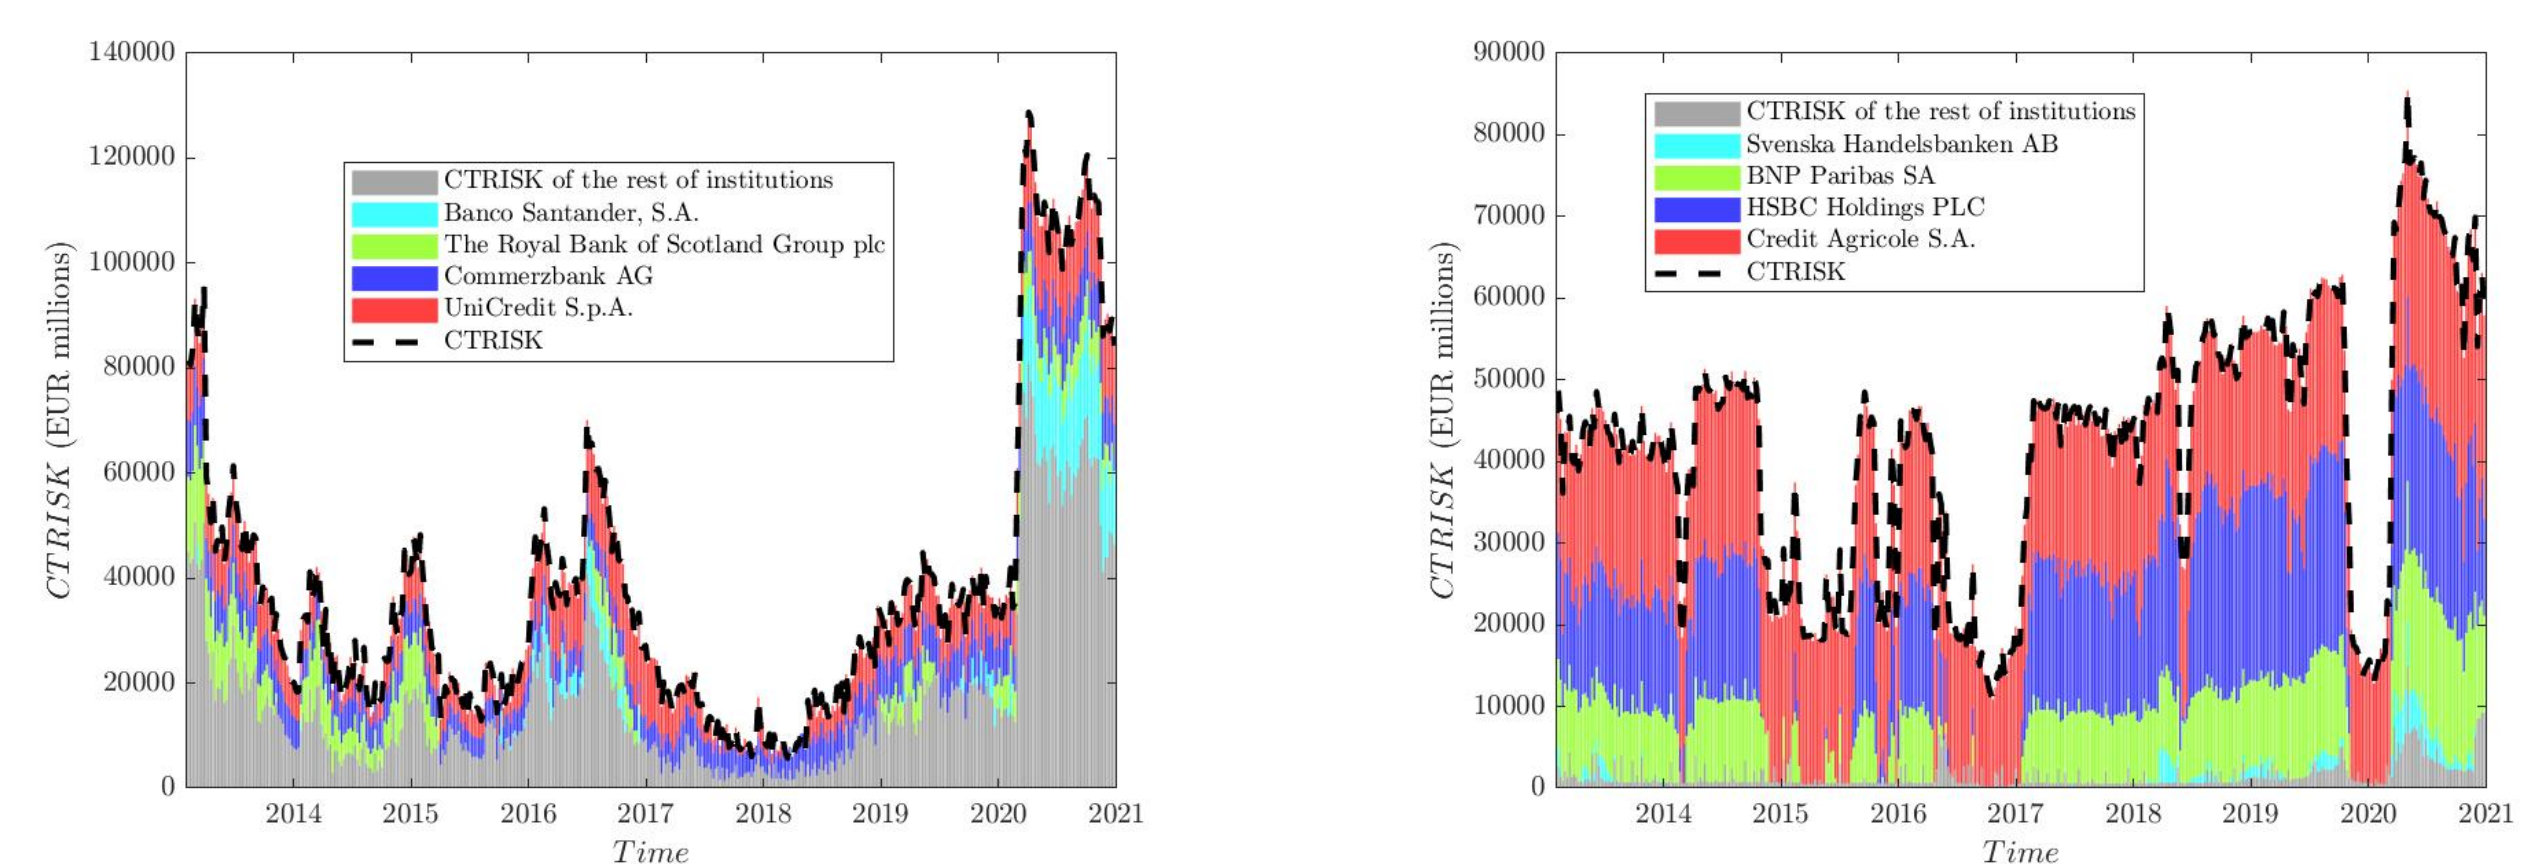 140000
120000
100000
80000
60000
40000
20000
0
CTRISK (EUR millions)
CTRISK of the rest of institutions
Banco Santander, S.A.
The Royal Bank of Scotland Group plc
Commerzbank AG
UniCredit S.p.A.
CTRISK
2014 2015 2016 2017 2018 2019 2020 2021
Time
90000
80000
70000
60000
50000
40000
30000
20000
10000
0
CTRISK (EUR millions)
CTRISK of the rest of institutions
Svenska Handelsbanken AB
BNP Paribas SA
HSBC Holdings PLC
Credit Agricole S.A.
CTRISK
2014 2015 2016 2017 2018 2019 2020 2021
Time